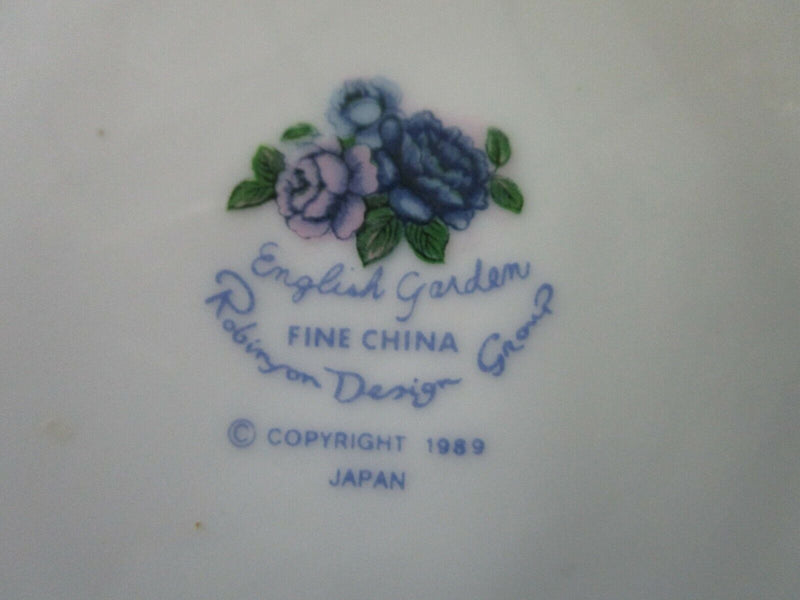 English Garden
FINE CHINA
Robinson Design Group
© COPYRIGHT 1989
JAPAN